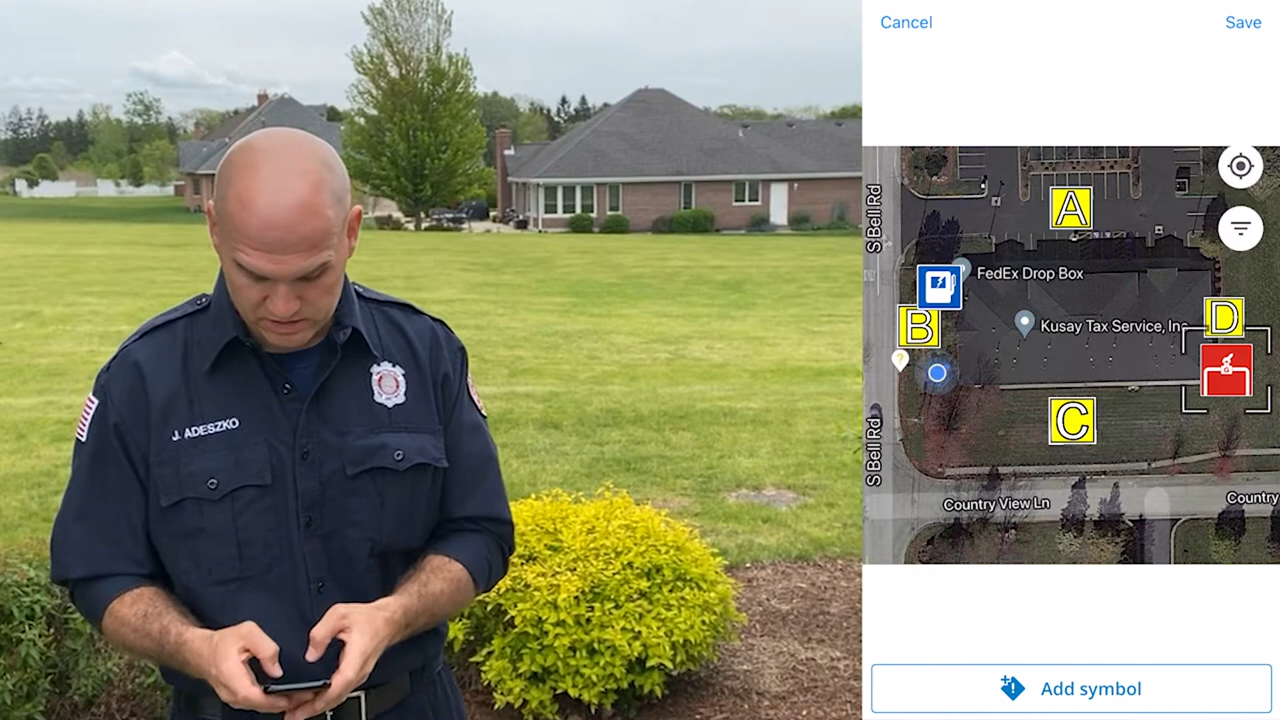 J. ADESZKO
Cancel
Save
S Bell Rd
A
FedEx Drop Box
B
D
Kusay Tax Service, Inc
?
G
C
S Bell Rd
Country View Ln
Country
Add symbol